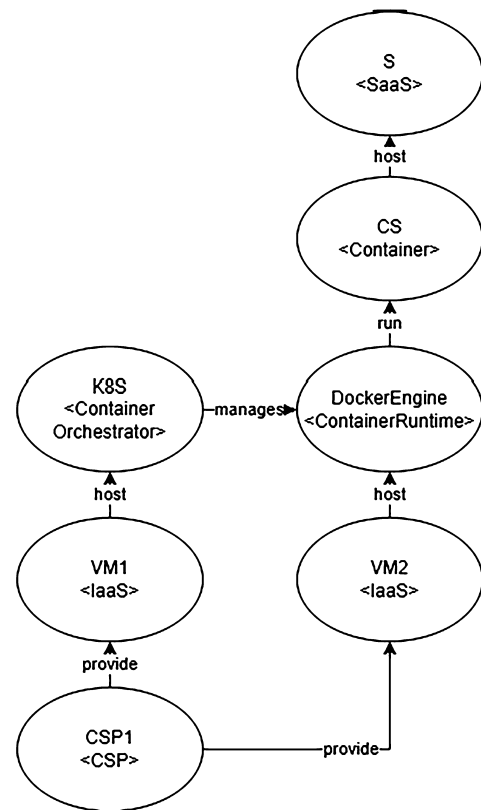 S
<SaaS>
host
CS
<Container>
run
K8S
<Container
Orchestrator>
manages
DockerEngine
<ContainerRuntime>
host
host
VM1
<IaaS>
VM2
<IaaS>
provide
CSP1
<CSP>
provide